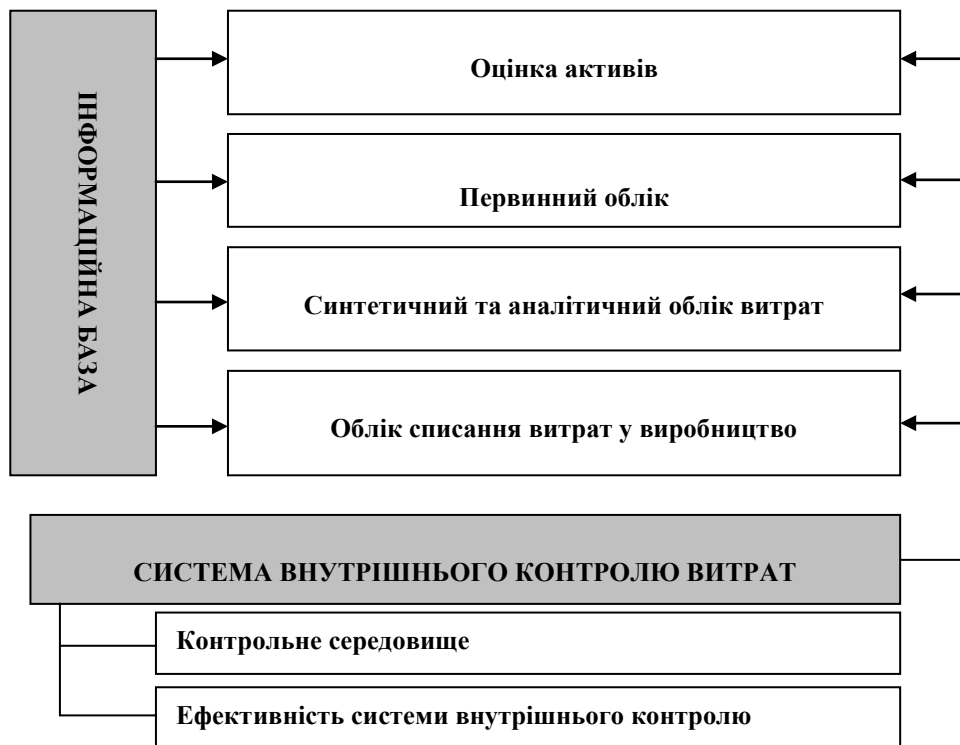 ІНФОРМАЦІЙНА БАЗА
Оцінка активів
Первинний облік
Синтетичний та аналітичний облік витрат
Облік списання витрат у виробництво
СИСТЕМА ВНУТРІШНЬОГО КОНТРОЛЮ ВИТРАТ
Контрольне середовище
Ефективність системи внутрішнього контролю